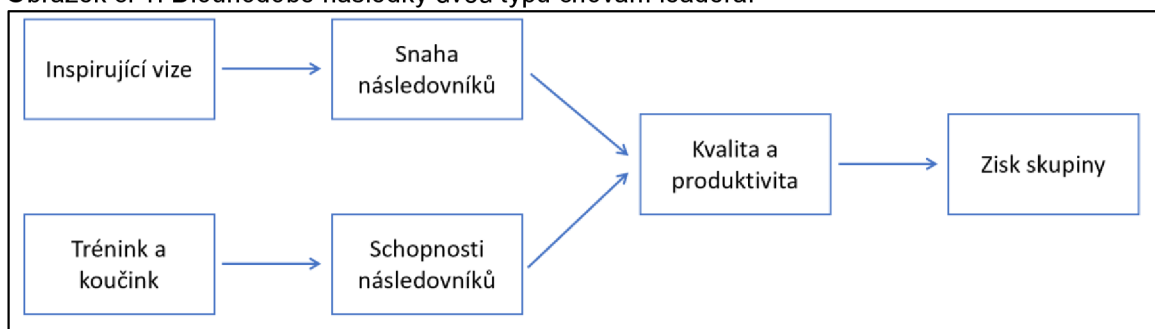 Inspirující vize
Snaha
následovníků
Kvalita a
produktivita
Zisk skupiny
Trénink a
koučink
Schopnosti
následovníků